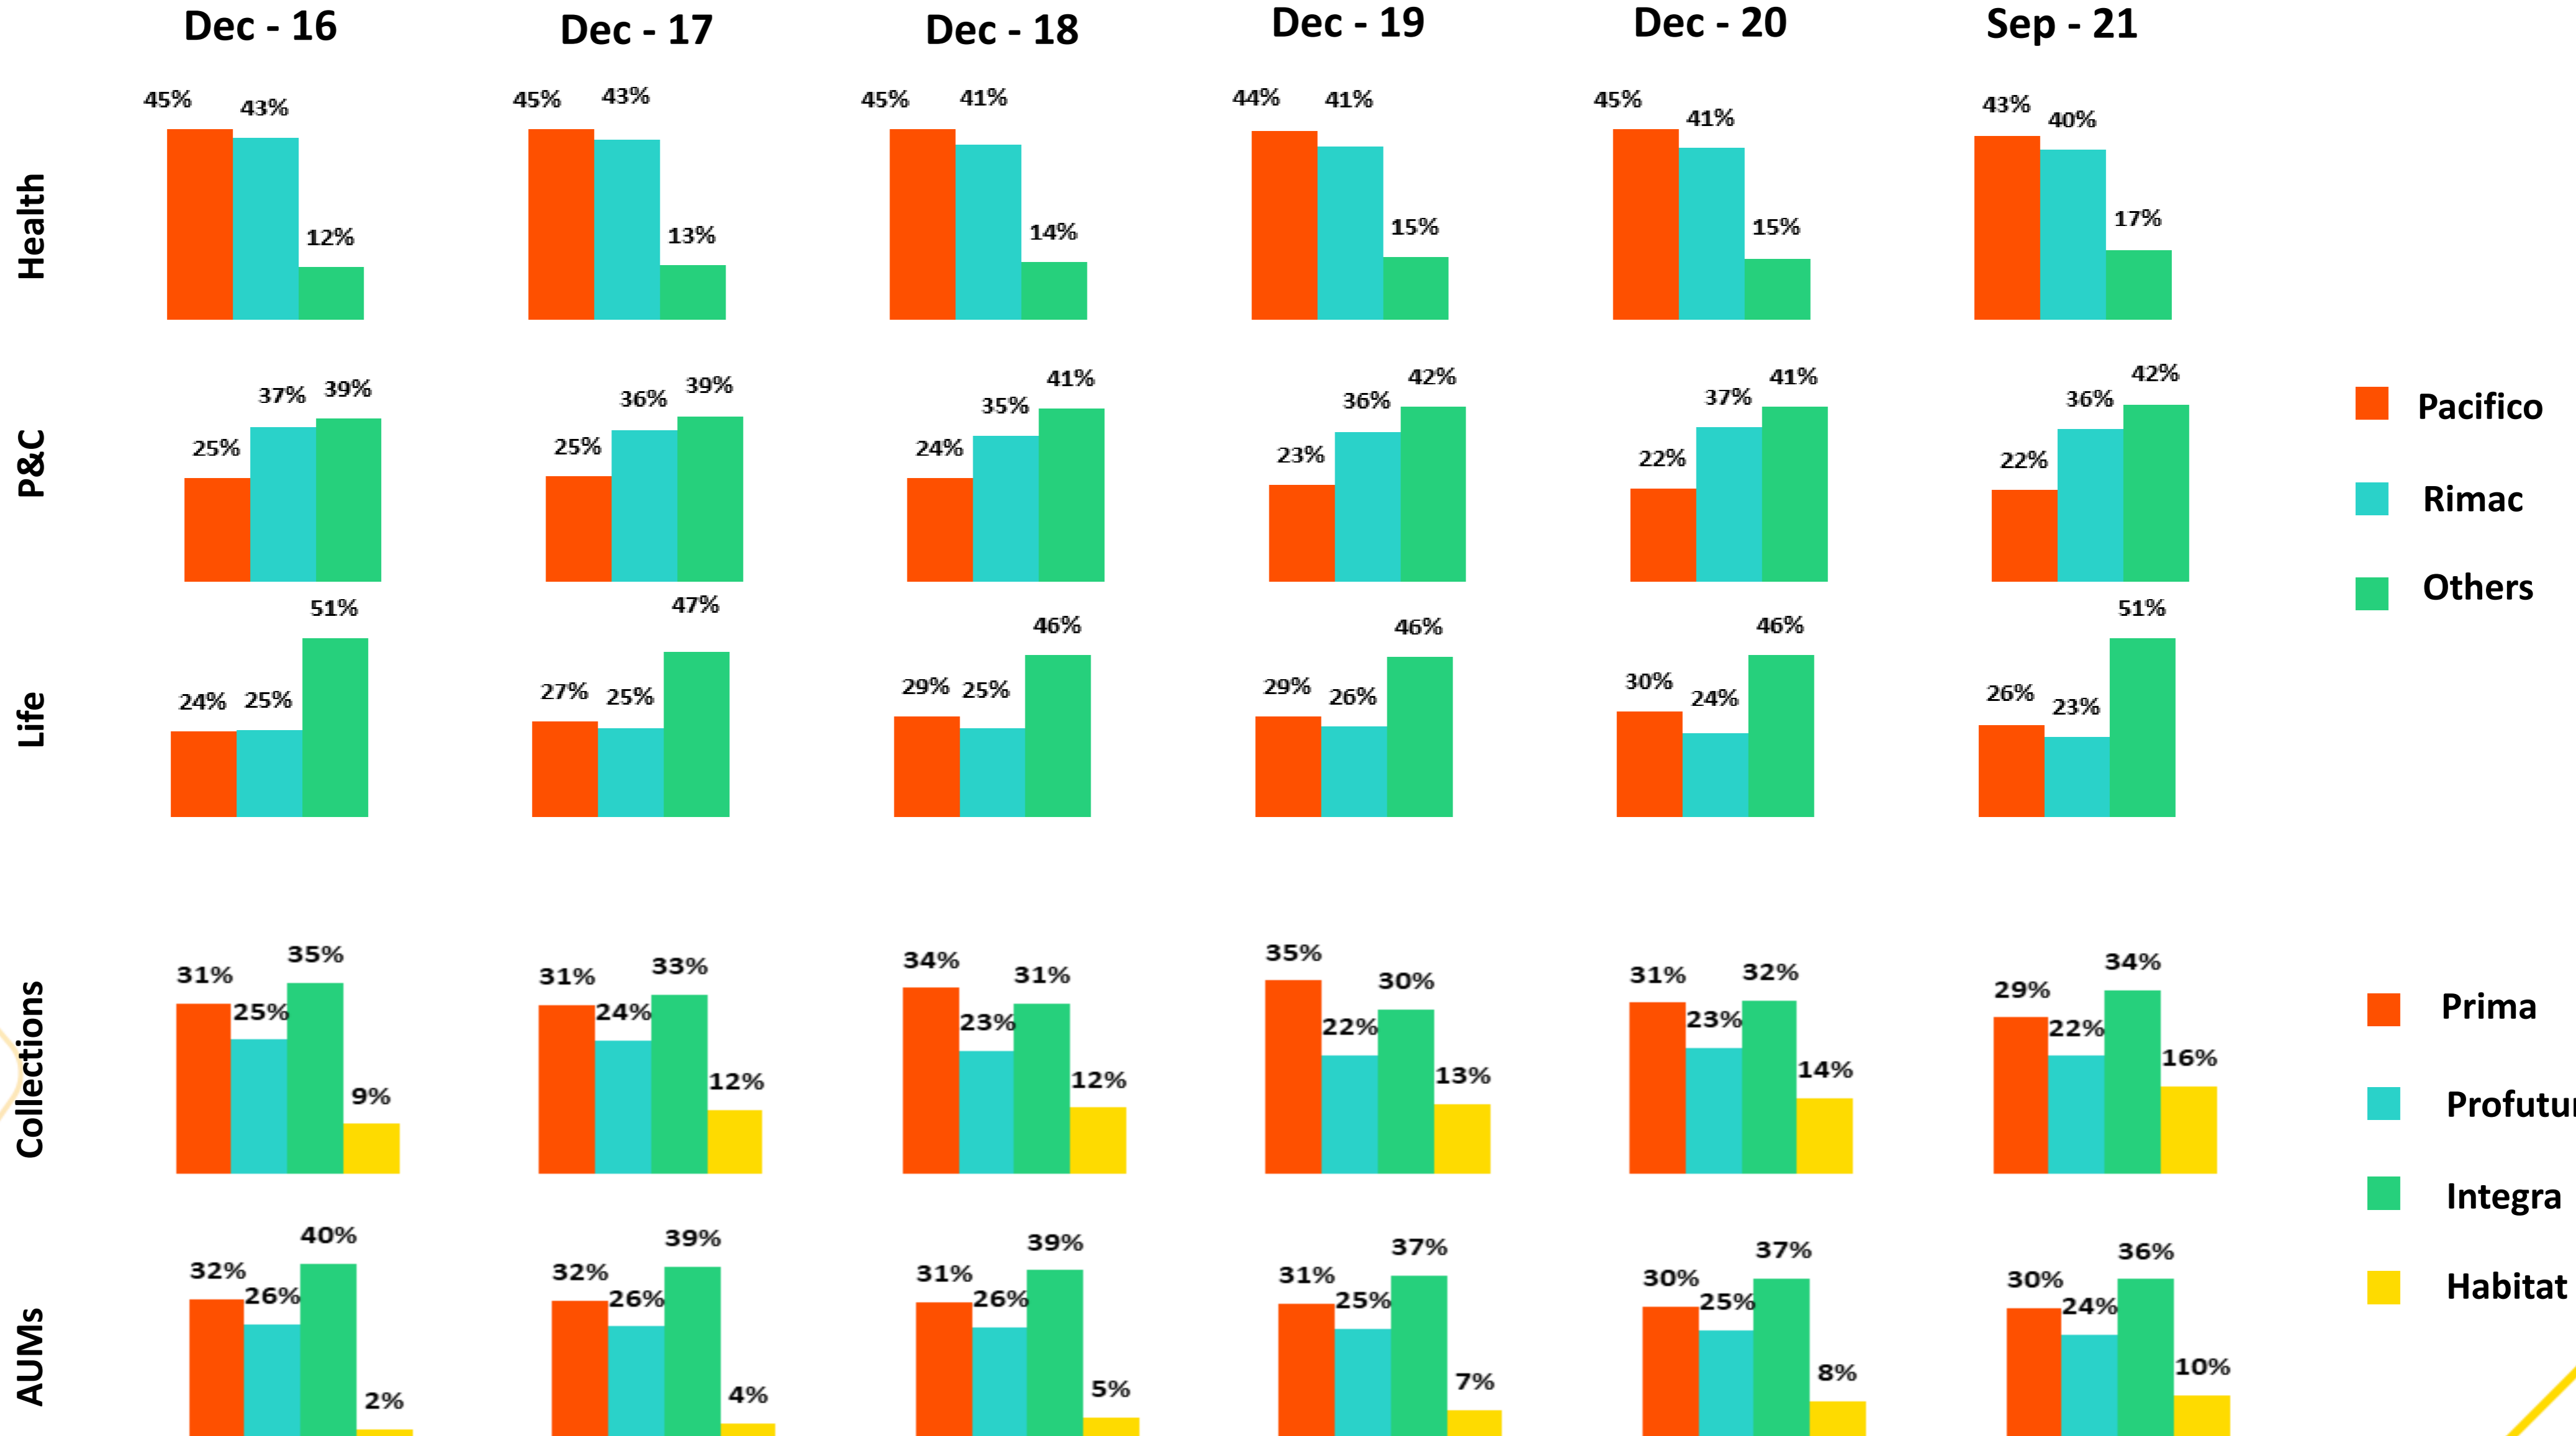 Dec - 16 Dec - 17 Dec - 18 Dec - 19 Dec - 20 Sep - 21
Health
45% 43% 12% 45% 43% 13% 45% 41% 14% 44% 41% 15% 45% 41% 15% 43% 40% 17%
P&C
25% 37% 39% 25% 36% 39% 24% 35% 41% 23% 36% 42% 22% 37% 41% 22% 36% 42%
Life
24% 25% 51% 27% 25% 47% 29% 25% 46% 29% 26% 46% 30% 24% 46% 26% 23% 51%
Pacifico
Rimac
Others
Collections
31% 25% 35% 9% 31% 24% 33% 12% 34% 23% 31% 12% 35% 22% 30% 13% 31% 23% 32% 14% 29% 22% 34% 16%
AUMs
32% 26% 40% 2% 32% 26% 39% 4% 31% 26% 39% 5% 31% 25% 37% 7% 30% 25% 37% 8% 30% 24% 36% 10%
Prima
Profutur
Integra
Habitat